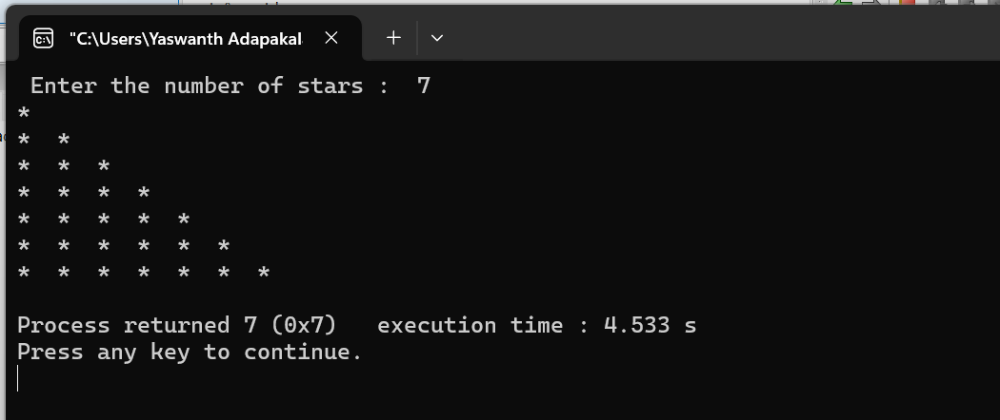 "C:\Users\Yaswanth Adapakal
 Enter the number of stars :  7
*
*  *
*  *  *
*  *  *  *
*  *  *  *  *
*  *  *  *  *  *
*  *  *  *  *  *  *
Process returned 7 (0x7)   execution time : 4.533 s
Press any key to continue.